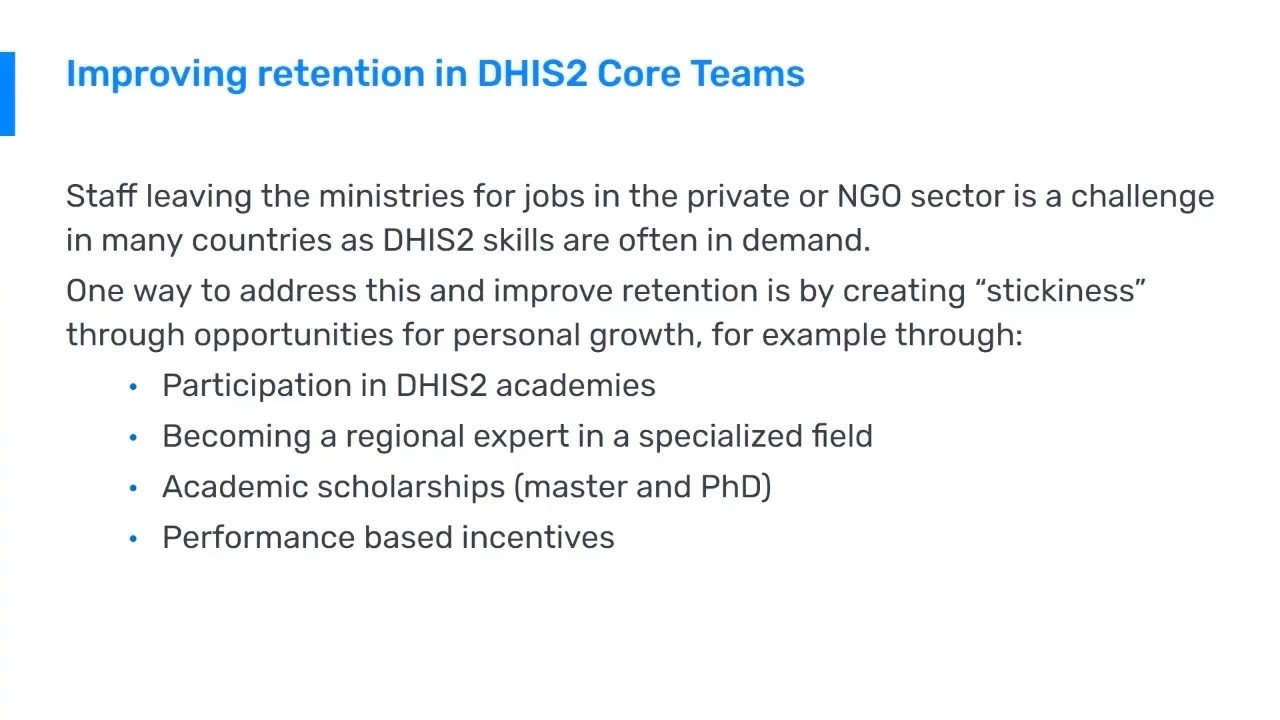 Improving retention in DHIS2 Core Teams
Staff leaving the ministries for jobs in the private or NGO sector is a challenge
in many countries as DHIS2 skills are often in demand.
One way to address this and improve retention is by creating “stickiness”
through opportunities for personal growth, for example through:
• Participation in DHIS2 academies
• Becoming a regional expert in a specialized field
• Academic scholarships (master and PhD)
• Performance based incentives